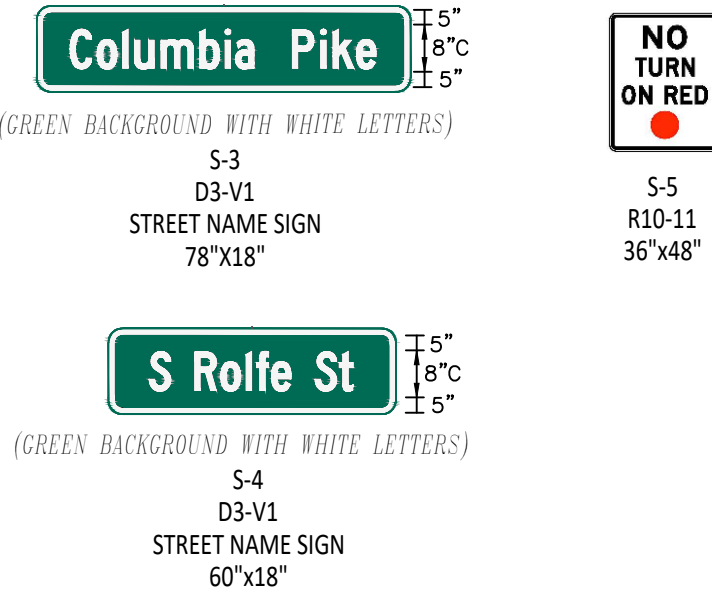 Columbia Pike
5”
8”C
5”
(GREEN BACKGROUND WITH WHITE LETTERS)
S-3
D3-V1
STREET NAME SIGN
78"X18"
NO
TURN
ON RED
S-5
R10-11
36"x48"
S Rolfe St
5”
8”C
5”
(GREEN BACKGROUND WITH WHITE LETTERS)
S-4
D3-V1
STREET NAME SIGN
60"x18"